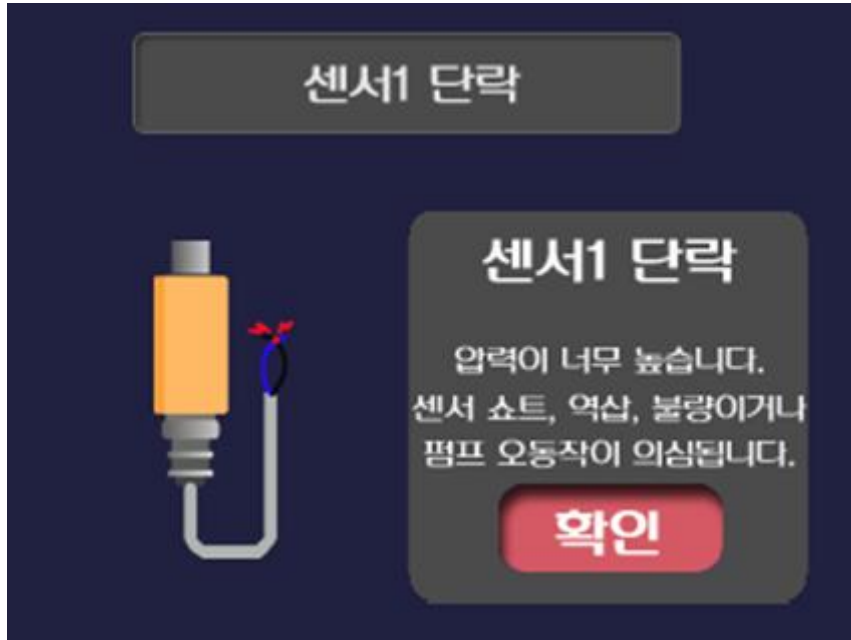 센서1 단락
센서1 단락
압력이 너무 높습니다.
센서 쇼트, 역삽, 불량이거나
펌프 오동작이 의심됩니다.
확인